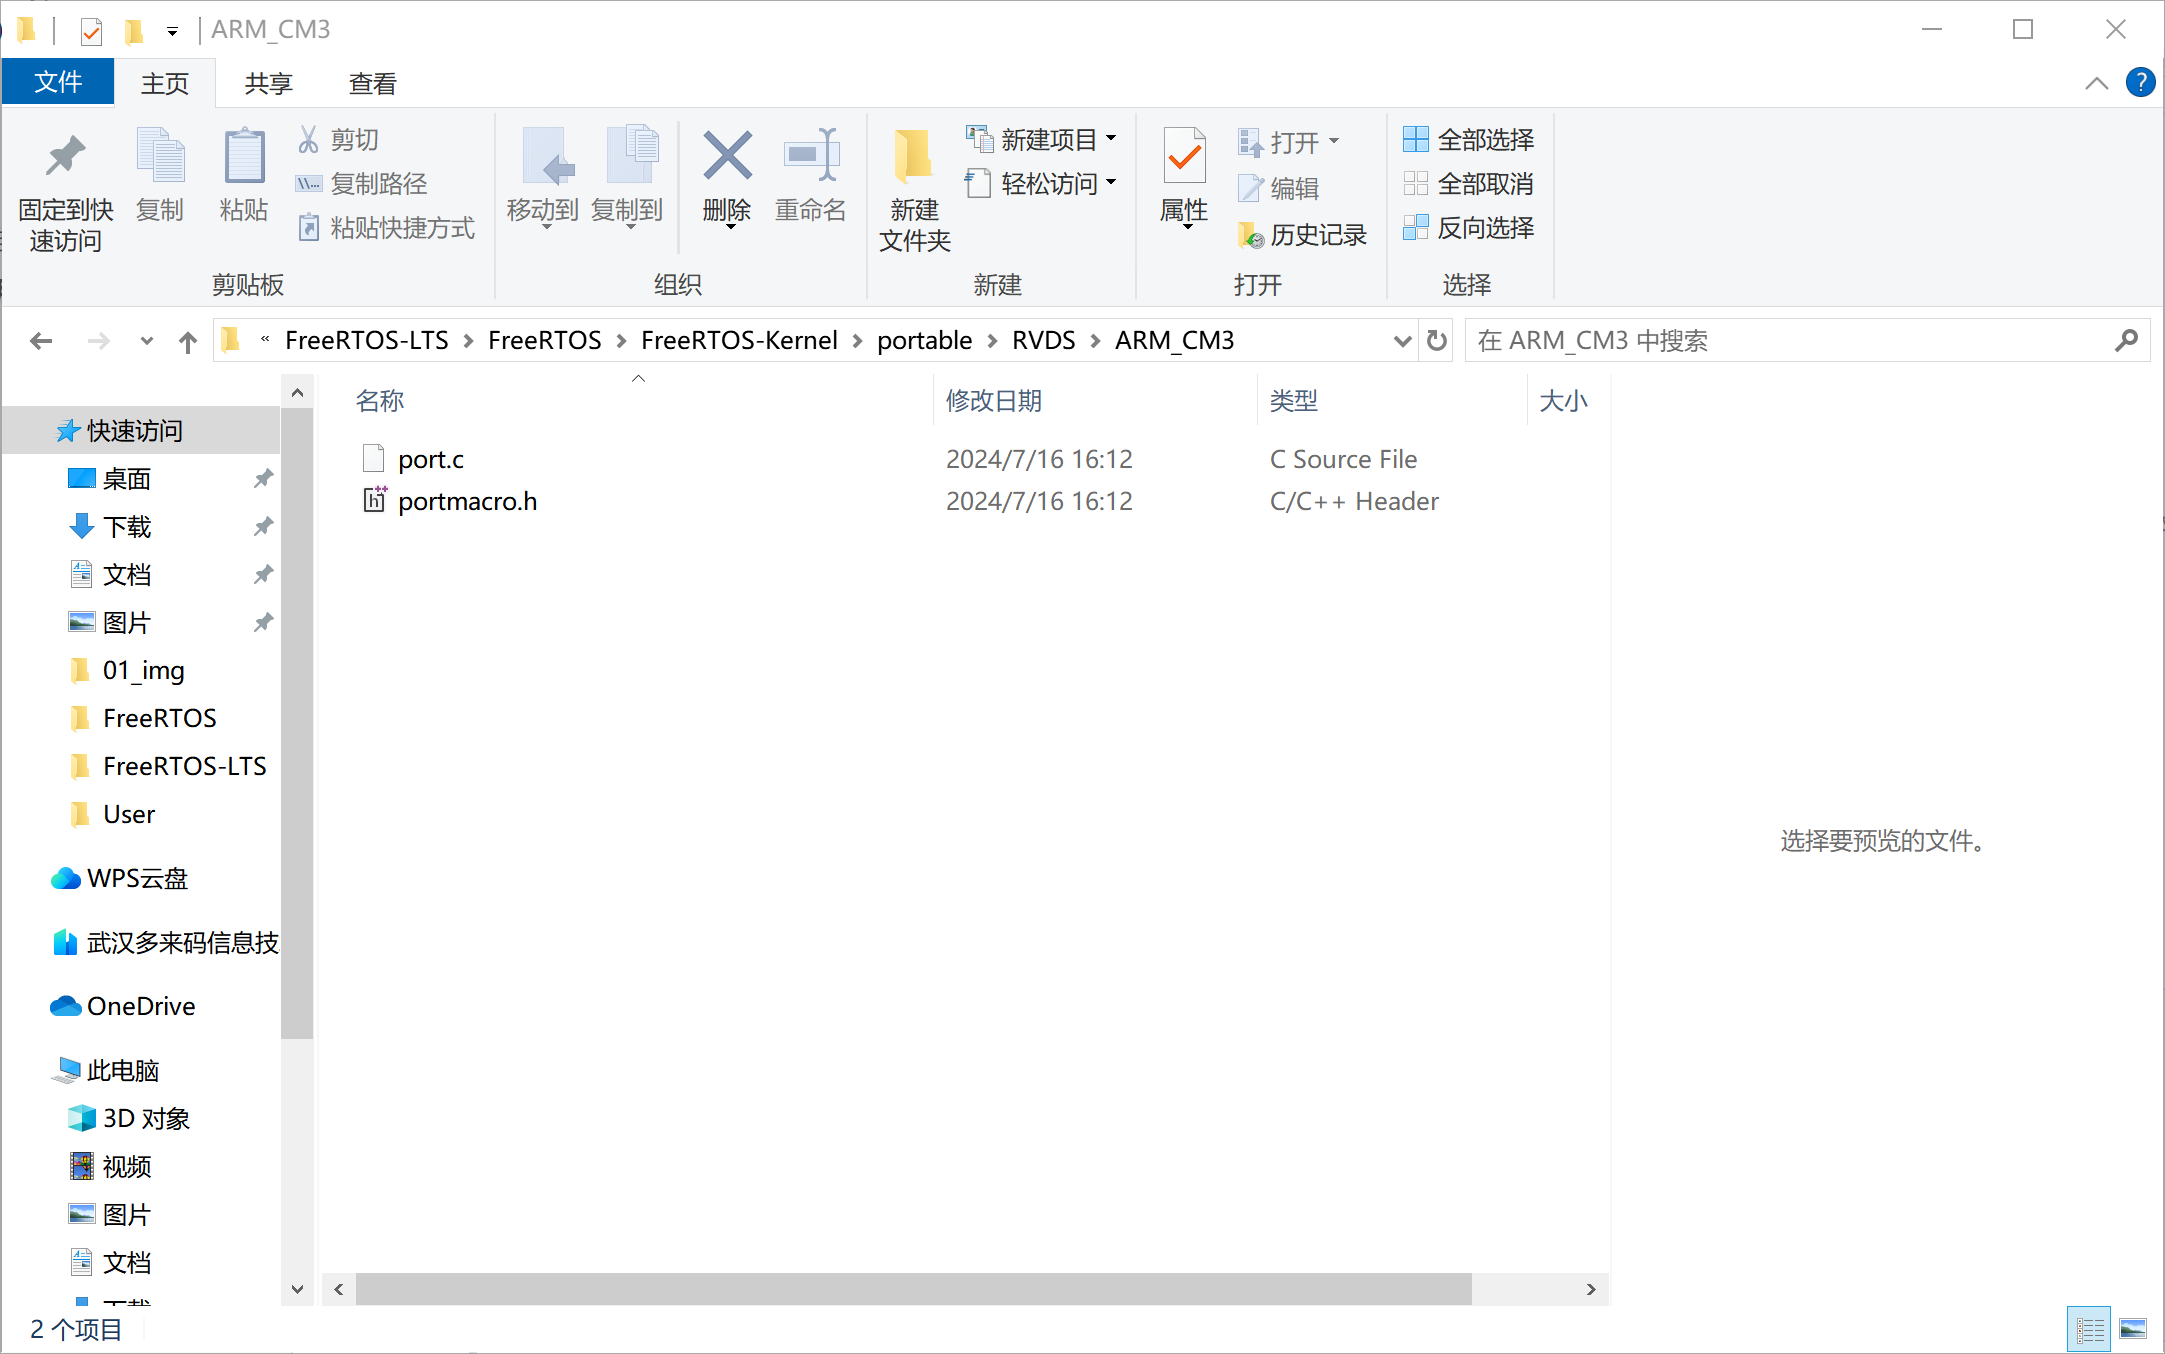 ARM_CM3
文件 主页 共享 查看
固定到快速访问
复制
粘贴
剪切
复制路径
粘贴快捷方式
剪贴板
移动到
复制到
删除
重命名
组织
新建文件夹
新建项目
轻松访问
新建
属性
打开
编辑
历史记录
打开
全部选择
全部取消
反向选择
选择
« FreeRTOS-LTS > FreeRTOS > FreeRTOS-Kernel > portable > RVDS > ARM_CM3
在 ARM_CM3 中搜索
快速访问
桌面
下载
文档
图片
01_img
FreeRTOS
FreeRTOS-LTS
User
WPS云盘
武汉多来码信息技
OneDrive
此电脑
3D 对象
视频
图片
文档
名称 修改日期 类型 大小
port.c 2024/7/16 16:12 C Source File
portmacro.h 2024/7/16 16:12 C/C++ Header
选择要预览的文件。
2 个项目